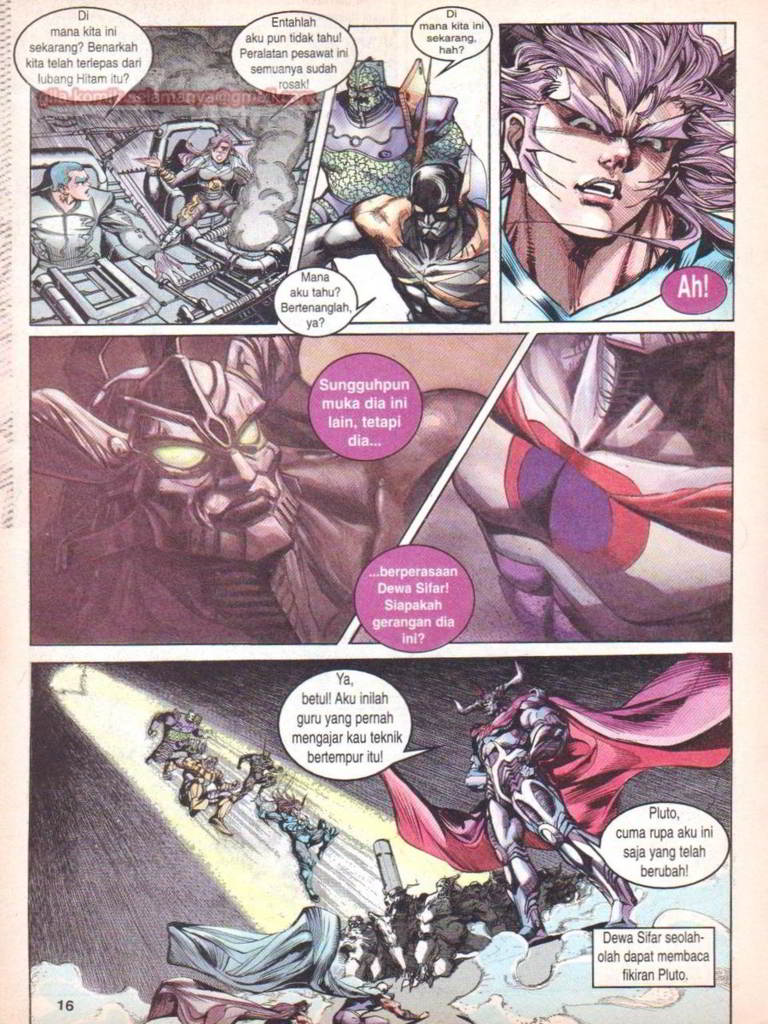 Di
mana kita ini
sekarang? Benarkah
kita telah terlepas dari
lubang Hitam itu?
Entahlah
aku pun tidak tahu!
Peralatan pesawat ini
semuanya sudah
rosak!
Di
mana kita ini
sekarang,
hah?
Mana
aku tahu?
Bertenanglah,
ya?
Ah!
Sungguhpun
muka dia ini
lain, tetapi
dia...
...berperasaan
Dewa Sifar!
Siapakah
gerangan dia
ini?
Ya,
betul! Aku inilah
guru yang pernah
mengajar kau teknik
bertempur itu!
Pluto,
cuma rupa aku ini
saja yang telah
berubah!
Dewa Sifar seolah-
olah dapat membaca
fikiran Pluto.
16